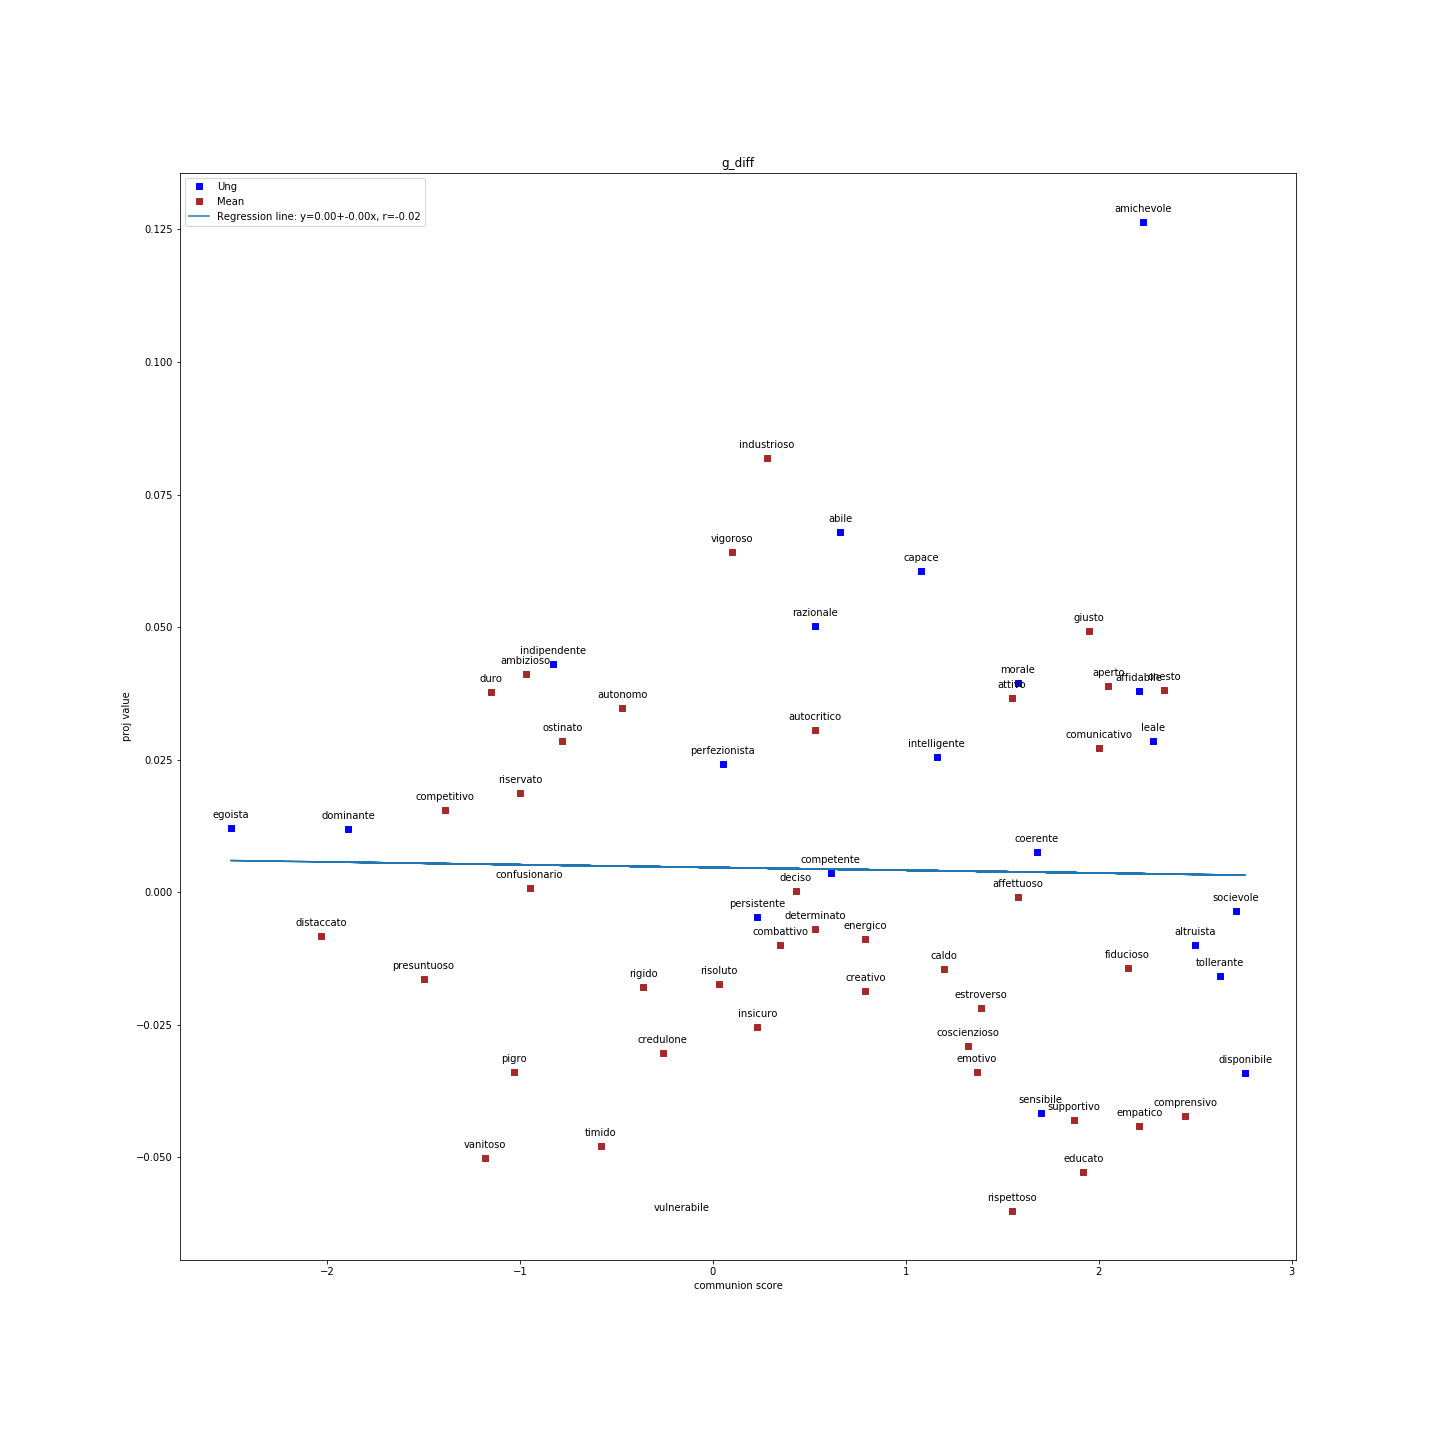 g_diff
Ung
Mean
Regression line: y=0.00+-0.00x, r=-0.02
amichevole
0.125
0.100
industrioso
0.075
abile
vigoroso
capace
razionale
giusto
0.050
indipendente
ambizioso
morale
aperto
affidabile
onesto
duro
attivo
autonomo
autocritico
ostinato
leale
comunicativo
intelligente
perfezionista
0.025
riservato
competitivo
egoista
dominante
coerente
competente
0.000
confusionario
deciso
affettuoso
socievole
persistente
distaccato
determinato
energico
combattivo
altruista
caldo
fiducioso
tollerante
presuntuoso
rigido
risoluto
creativo
estroverso
insicuro
−0.025
credulone
coscienzioso
pigro
emotivo
disponibile
sensibile
supportivo
comprensivo
empatico
timido
vanitoso
−0.050
educato
rispettoso
vulnerabile
proj value
−2
−1
0
1
2
3
communion score